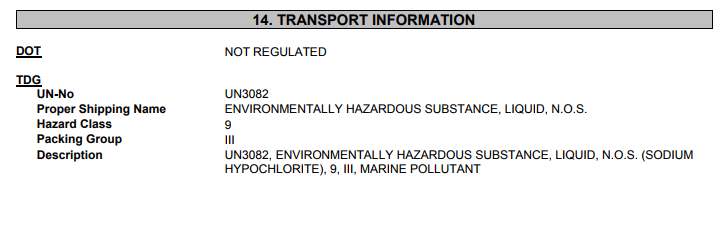 14. TRANSPORT INFORMATION
DOT NOT REGULATED
TDG
UN-No UN3082
Proper Shipping Name ENVIRONMENTALLY HAZARDOUS SUBSTANCE, LIQUID, N.O.S.
Hazard Class 9
Packing Group III
Description UN3082, ENVIRONMENTALLY HAZARDOUS SUBSTANCE, LIQUID, N.O.S. (SODIUM
HYPOCHLORITE), 9, III, MARINE POLLUTANT